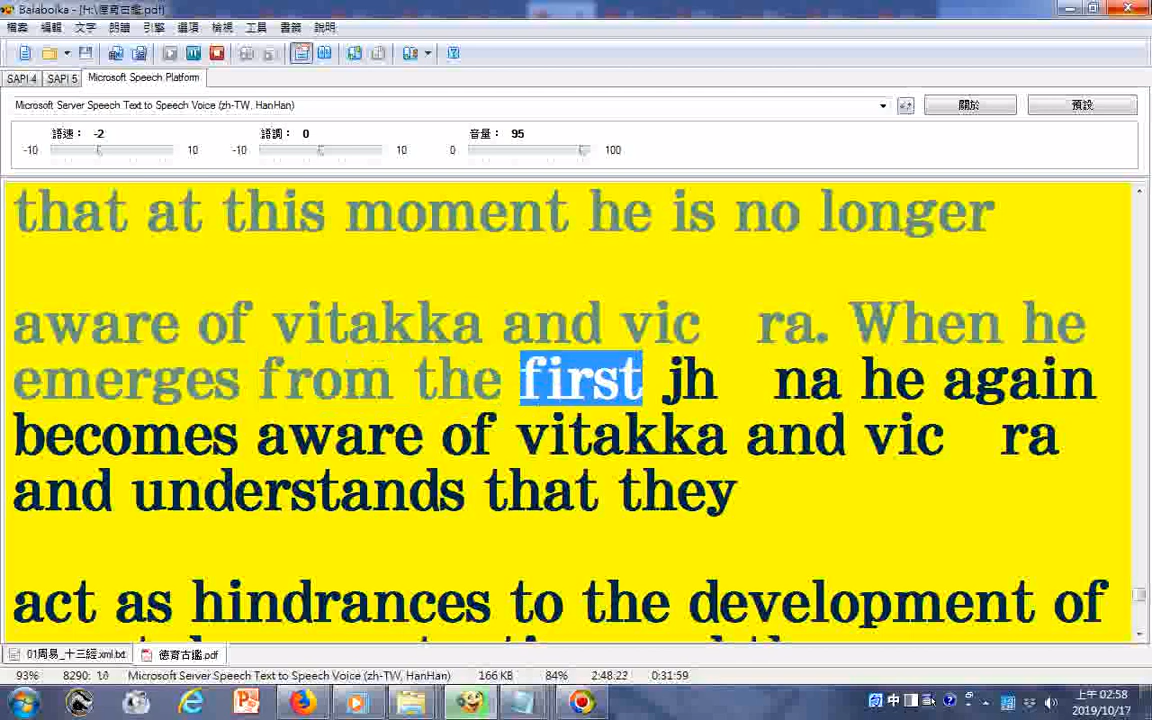 Balabolka - [H:\德育古鑑.pdf]
檔案 編輯 文字 朗讀 引擎 選項 檢視 工具 書籤 說明
SAPI 4 SAPI 5 Microsoft Speech Platform
Microsoft Server Speech Text to Speech Voice (zh-TW, HanHan) 關於 預設
語速: -2 語調: 0 音量: 95
-10 10 -10 10 0 100
that at this moment he is no longer
aware of vitakka and vic ra. When he
emerges from the first jh na he again
becomes aware of vitakka and vic ra
and understands that they
act as hindrances to the development of
01周易_十三經.xml.txt 德育古鑑.pdf
93% 8290: 10 Microsoft Server Speech Text to Speech Voice (zh-TW, HanHan) 166 KB 84% 2:48:22 0:31:59
中 上午 02:58
2019/10/17